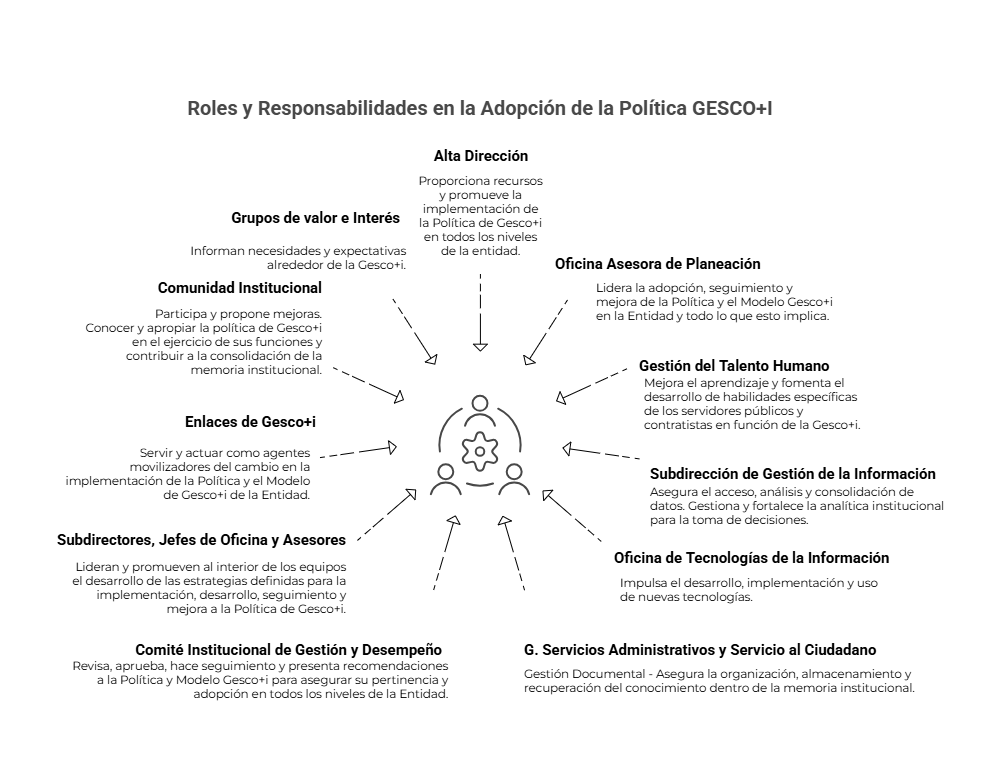 Roles y Responsabilidades en la Adopción de la Política GESCO+I
Alta Dirección
Proporciona recursos
y promueve la
implementación de
la Política de Gesco+i
en todos los niveles
de la entidad.
Grupos de valor e Interés
Informan necesidades y expectativas
alrededor de la Gesco+i.
Oficina Asesora de Planeación
Lidera la adopción, seguimiento y
mejora de la Política y el Modelo Gesco+i
en la Entidad y todo lo que esto implica.
Comunidad Institucional
Participa y propone mejoras.
Conocer y apropiar la política de Gesco+i
en el ejercicio de sus funciones y
contribuir a la consolidación de la
memoria institucional.
Gestión del Talento Humano
Mejora el aprendizaje y fomenta el
desarrollo de habilidades específicas
de los servidores públicos y
contratistas en función de la Gesco+i.
Enlaces de Gesco+i
Servir y actuar como agentes
movilizadores del cambio en la
implementación de la Política y el Modelo
de Gesco+i de la Entidad.
Subdirección de Gestión de la Información
Asegura el acceso, análisis y consolidación de
datos. Gestiona y fortalece la analítica institucional
para la toma de decisiones.
Subdirectores, Jefes de Oficina y Asesores
Lideran y promueven al interior de los equipos
el desarrollo de las estrategias definidas para la
implementación, desarrollo, seguimiento y
mejora a la Política de Gesco+i.
Oficina de Tecnologías de la Información
Impulsa el desarrollo, implementación y uso
de nuevas tecnologías.
Comité Institucional de Gestión y Desempeño
Revisa, aprueba, hace seguimiento y presenta recomendaciones
a la Política y Modelo Gesco+i para asegurar su pertinencia y
adopción en todos los niveles de la Entidad.
G. Servicios Administrativos y Servicio al Ciudadano
Gestión Documental - Asegura la organización, almacenamiento y
recuperación del conocimiento dentro de la memoria institucional.